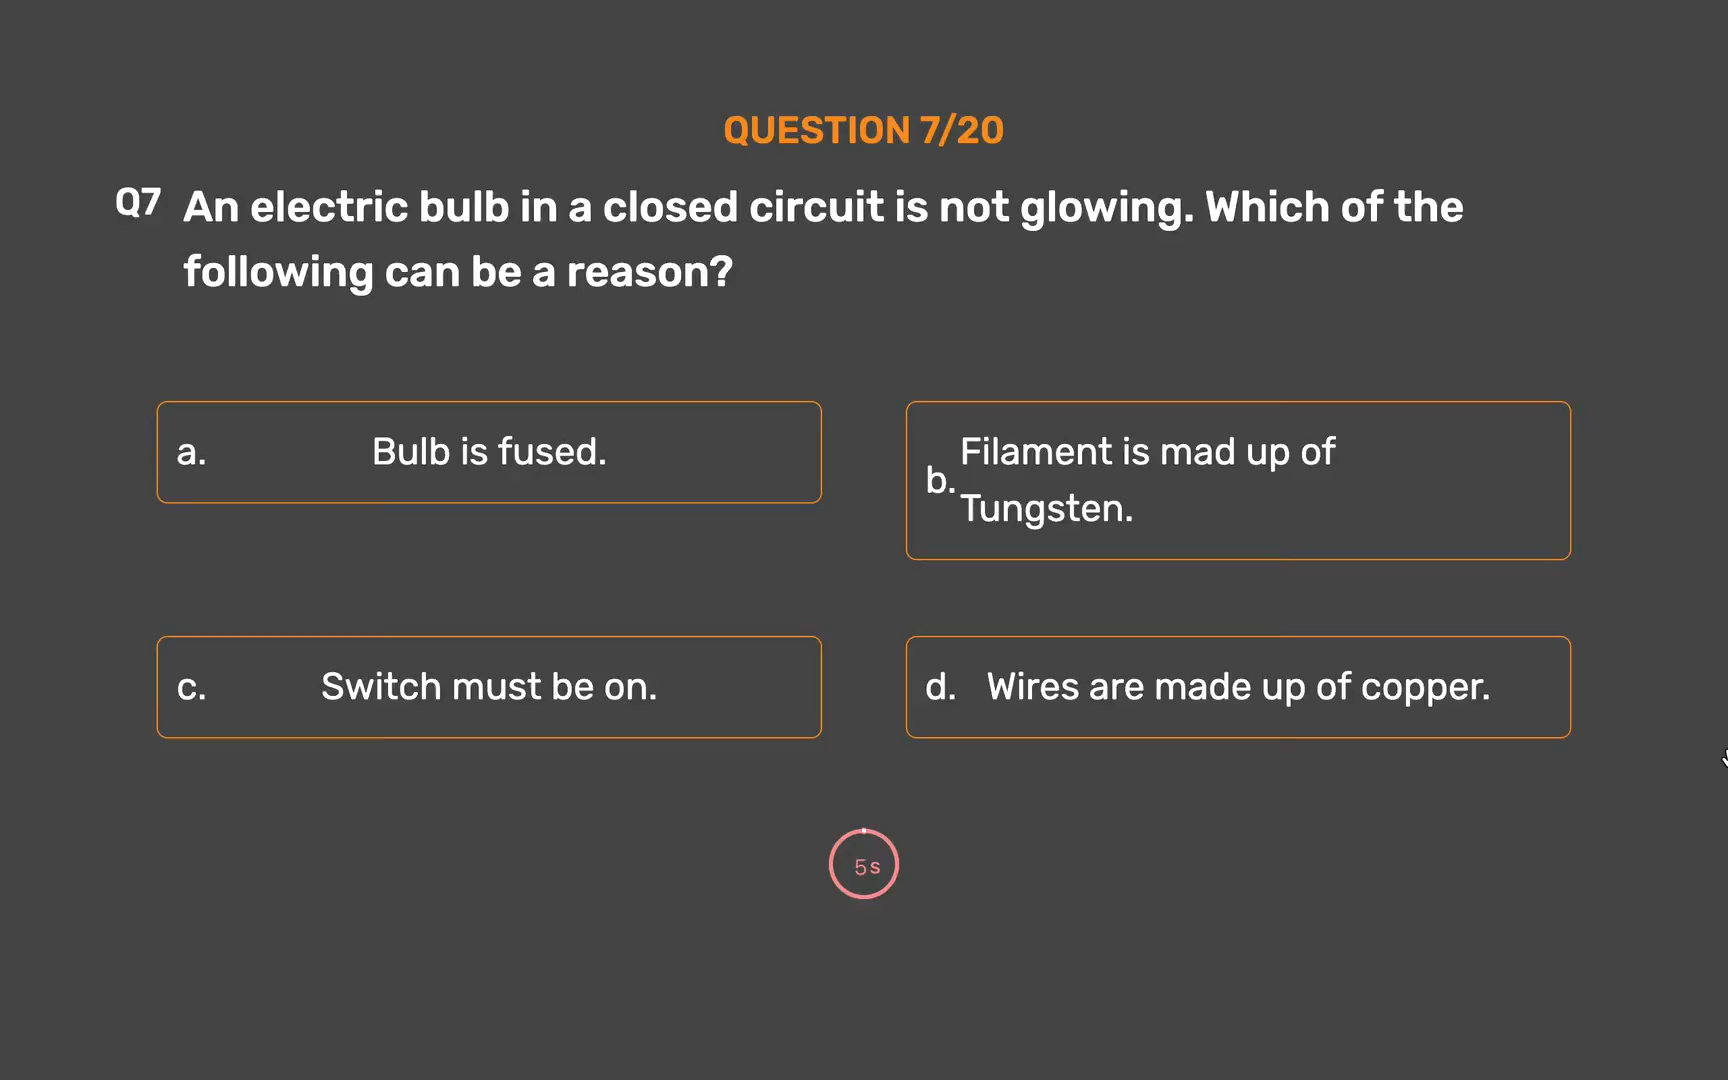 QUESTION 7/20
Q7 An electric bulb in a closed circuit is not glowing. Which of the
following can be a reason?
a. Bulb is fused.
b. Filament is mad up of
Tungsten.
c. Switch must be on.
d. Wires are made up of copper.
5s